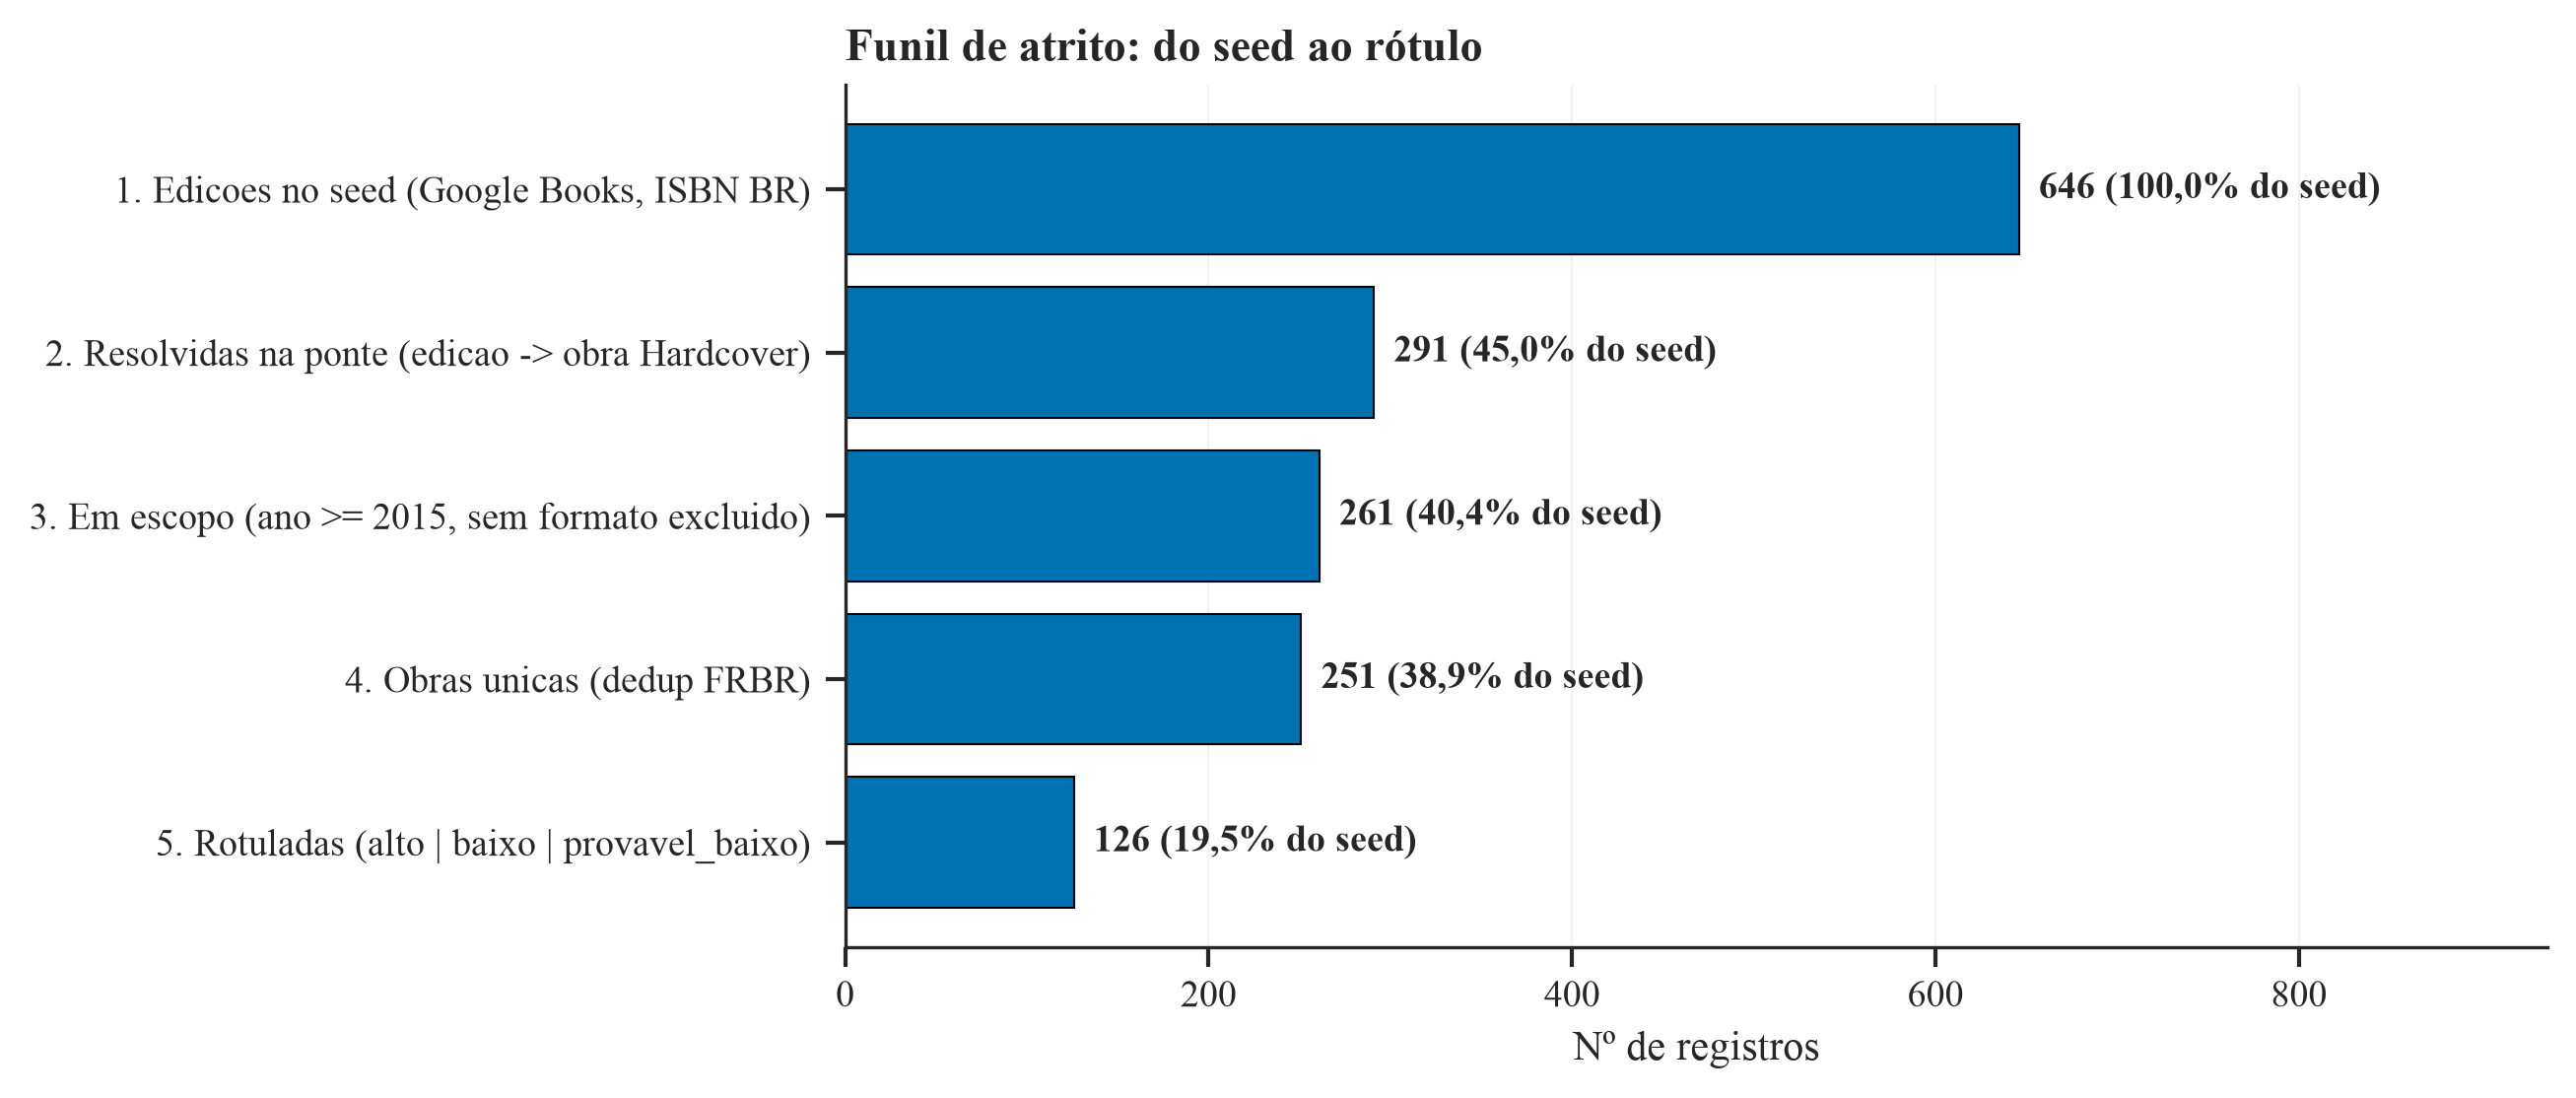 Funil de atrito: do seed ao rótulo
1. Edicoes no seed (Google Books, ISBN BR)
646 (100,0% do seed)
2. Resolvidas na ponte (edicao -> obra Hardcover)
291 (45,0% do seed)
3. Em escopo (ano >= 2015, sem formato excluido)
261 (40,4% do seed)
4. Obras unicas (dedup FRBR)
251 (38,9% do seed)
5. Rotuladas (alto | baixo | provavel_baixo)
126 (19,5% do seed)
0 200 400 600 800
Nº de registros